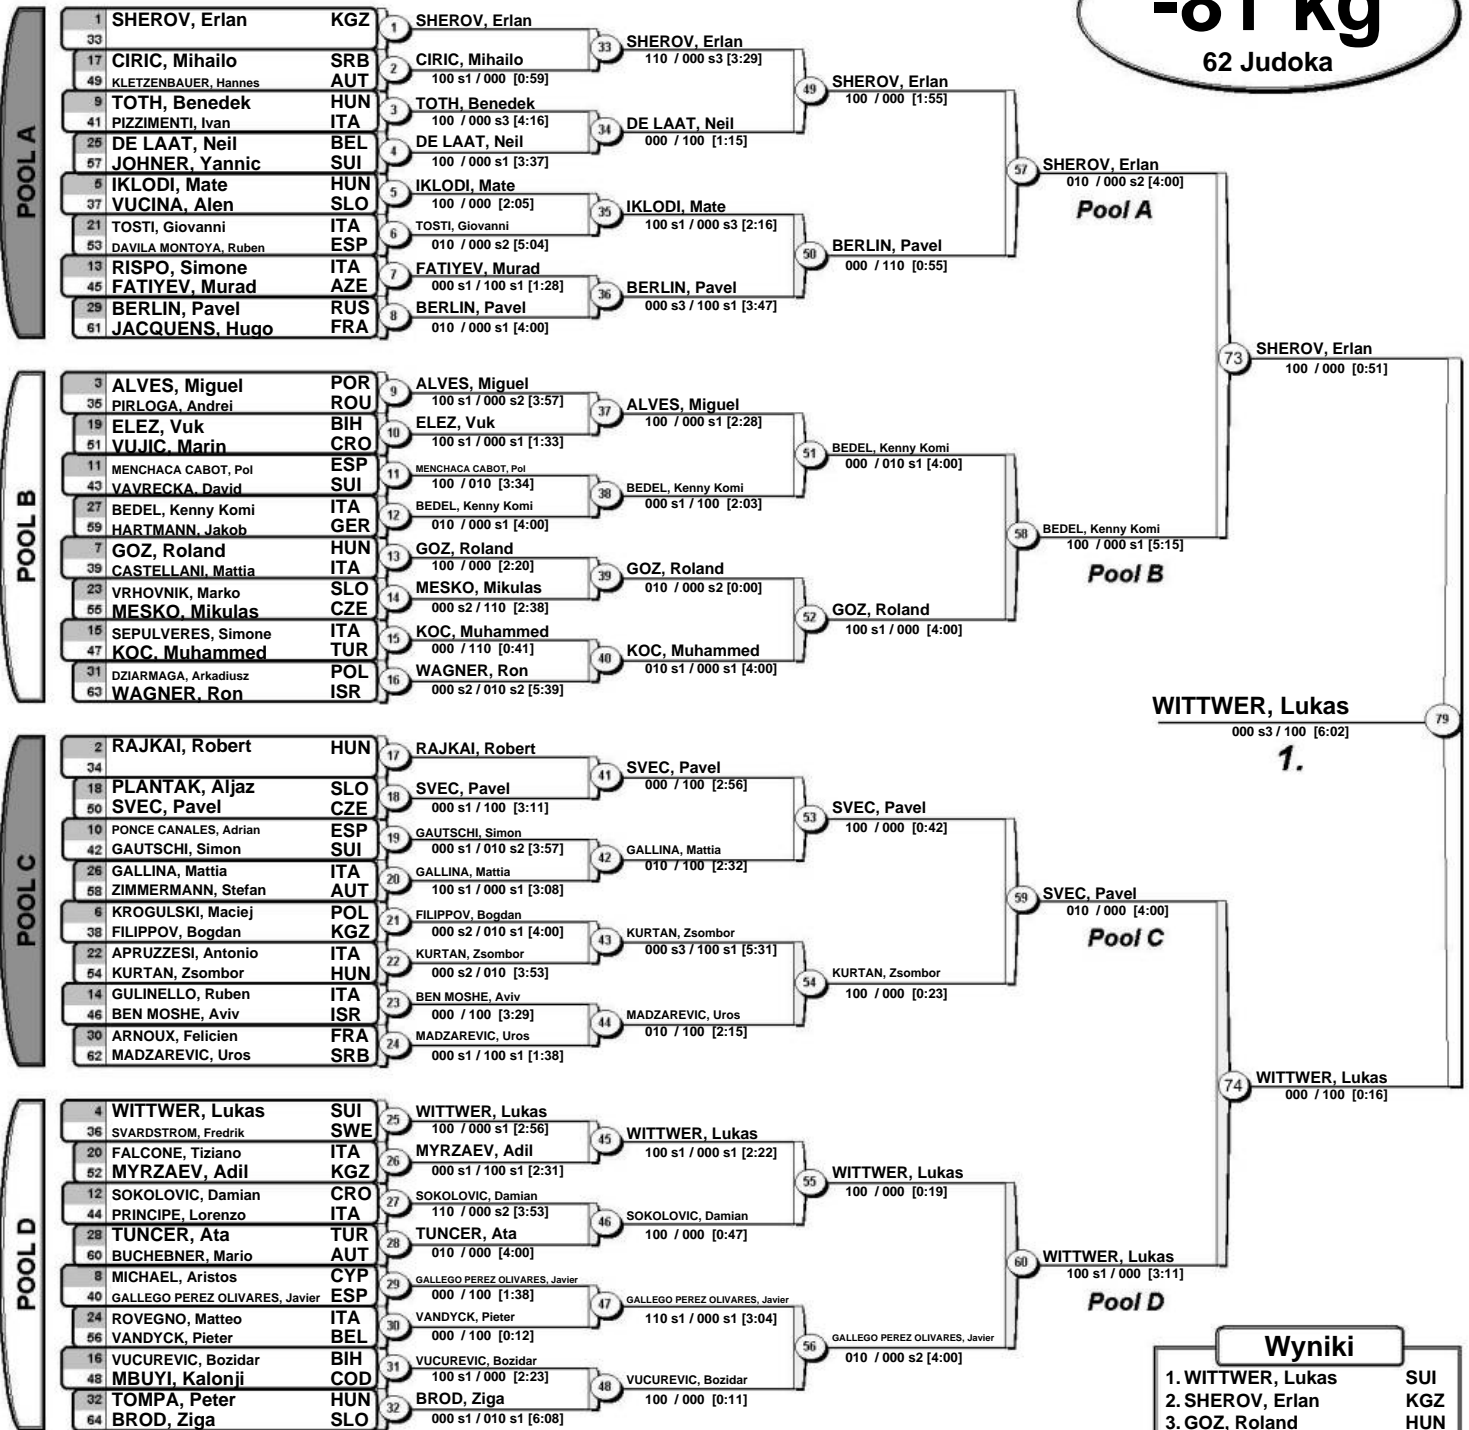 -81 kg
62 Judoka
POOL A
1 SHEROV, Erlan KGZ
33
17 CIRIC, Mihailo SRB
49 KLETZENBAUER, Hannes AUT
9 TOTH, Benedek HUN
41 PIZZIMENTI, Ivan ITA
25 DE LAAT, Neil BEL
57 JOHNER, Yannic SUI
5 IKLODI, Mate HUN
37 VUCINA, Alen SLO
21 TOSTI, Giovanni ITA
53 DAVILA MONTOYA, Ruben ESP
13 RISPO, Simone ITA
45 FATIYEV, Murad AZE
29 BERLIN, Pavel RUS
61 JACQUENS, Hugo FRA
1 SHEROV, Erlan
2 CIRIC, Mihailo
100 s1 / 000 [0:59]
3 TOTH, Benedek
100 / 000 s3 [4:16]
4 DE LAAT, Neil
100 / 000 s1 [3:37]
5 IKLODI, Mate
100 / 000 [2:05]
6 TOSTI, Giovanni
010 / 000 s2 [5:04]
7 FATIYEV, Murad
000 s1 / 100 s1 [1:28]
8 BERLIN, Pavel
010 / 000 s1 [4:00]
33 SHEROV, Erlan
110 / 000 s3 [3:29]
34 DE LAAT, Neil
000 / 100 [1:15]
35 IKLODI, Mate
100 s1 / 000 s3 [2:16]
36 BERLIN, Pavel
000 s3 / 100 s1 [3:47]
49 SHEROV, Erlan
100 / 000 [1:55]
50 BERLIN, Pavel
000 / 110 [0:55]
57 SHEROV, Erlan
010 / 000 s2 [4:00]
Pool A
POOL B
3 ALVES, Miguel POR
35 PIRLOGA, Andrei ROU
19 ELEZ, Vuk BIH
51 VUJIC, Marin CRO
11 MENCHACA CABOT, Pol ESP
43 VAVRECKA, David SUI
27 BEDEL, Kenny Komi ITA
59 HARTMANN, Jakob GER
7 GOZ, Roland HUN
39 CASTELLANI, Mattia ITA
23 VRHOVNIK, Marko SLO
55 MESKO, Mikulas CZE
15 SEPULVERES, Simone ITA
47 KOC, Muhammed TUR
31 DZIARMAGA, Arkadiusz POL
63 WAGNER, Ron ISR
9 ALVES, Miguel
100 s1 / 000 s2 [3:57]
10 ELEZ, Vuk
100 s1 / 000 s1 [1:33]
11 MENCHACA CABOT, Pol
100 / 010 [3:34]
12 BEDEL, Kenny Komi
010 / 000 s1 [4:00]
13 GOZ, Roland
100 / 000 [2:20]
14 MESKO, Mikulas
000 s2 / 110 [2:38]
15 KOC, Muhammed
000 / 110 [0:41]
16 WAGNER, Ron
000 s2 / 010 s2 [5:39]
37 ALVES, Miguel
100 / 000 s1 [2:28]
38 BEDEL, Kenny Komi
000 s1 / 100 [2:03]
39 GOZ, Roland
010 / 000 s2 [0:00]
40 KOC, Muhammed
010 s1 / 000 s1 [4:00]
51 BEDEL, Kenny Komi
000 / 010 s1 [4:00]
52 GOZ, Roland
100 s1 / 000 [4:00]
58 BEDEL, Kenny Komi
100 / 000 s1 [5:15]
Pool B
73 SHEROV, Erlan
100 / 000 [0:51]
WITTWER, Lukas 79
000 s3 / 100 [6:02]
1.
POOL C
2 RAJKAI, Robert HUN
34
18 PLANTAK, Aljaz SLO
50 SVEC, Pavel CZE
10 PONCE CANALES, Adrian ESP
42 GAUTSCHI, Simon SUI
26 GALLINA, Mattia ITA
58 ZIMMERMANN, Stefan AUT
6 KROGULSKI, Maciej POL
38 FILIPPOV, Bogdan KGZ
22 APRUZZESI, Antonio ITA
54 KURTAN, Zsombor HUN
14 GULINELLO, Ruben ITA
46 BEN MOSHE, Aviv ISR
30 ARNOUX, Felicien FRA
62 MADZAREVIC, Uros SRB
17 RAJKAI, Robert
18 SVEC, Pavel
000 s1 / 100 [3:11]
19 GAUTSCHI, Simon
000 s1 / 010 s2 [3:57]
20 GALLINA, Mattia
100 s1 / 000 s1 [3:08]
21 FILIPPOV, Bogdan
000 s2 / 010 s1 [4:00]
22 KURTAN, Zsombor
000 s2 / 010 [3:53]
23 BEN MOSHE, Aviv
000 / 100 [3:29]
24 MADZAREVIC, Uros
000 s1 / 100 s1 [1:38]
41 SVEC, Pavel
000 / 100 [2:56]
42 GALLINA, Mattia
010 / 100 [2:32]
43 KURTAN, Zsombor
000 s3 / 100 s1 [5:31]
44 MADZAREVIC, Uros
010 / 100 [2:15]
53 SVEC, Pavel
100 / 000 [0:42]
54 KURTAN, Zsombor
100 / 000 [0:23]
59 SVEC, Pavel
010 / 000 [4:00]
Pool C
POOL D
4 WITTWER, Lukas SUI
36 SVARDSTROM, Fredrik SWE
20 FALCONE, Tiziano ITA
52 MYRZAEV, Adil KGZ
12 SOKOLOVIC, Damian CRO
44 PRINCIPE, Lorenzo ITA
28 TUNCER, Ata TUR
60 BUCHEBNER, Mario AUT
8 MICHAEL, Aristos CYP
40 GALLEGO PEREZ OLIVARES, Javier ESP
24 ROVEGNO, Matteo ITA
56 VANDYCK, Pieter BEL
16 VUCUREVIC, Bozidar BIH
48 MBUYI, Kalonji COD
32 TOMPA, Peter HUN
64 BROD, Ziga SLO
25 WITTWER, Lukas
100 / 000 s1 [2:56]
26 MYRZAEV, Adil
000 s1 / 100 s1 [2:31]
27 SOKOLOVIC, Damian
110 / 000 s2 [3:53]
28 TUNCER, Ata
010 / 000 [4:00]
29 GALLEGO PEREZ OLIVARES, Javier
000 / 100 [1:38]
30 VANDYCK, Pieter
000 / 100 [0:12]
31 VUCUREVIC, Bozidar
100 s1 / 000 [2:23]
32 BROD, Ziga
000 s1 / 010 s1 [6:08]
45 WITTWER, Lukas
100 s1 / 000 s1 [2:22]
46 SOKOLOVIC, Damian
100 / 000 [0:47]
47 GALLEGO PEREZ OLIVARES, Javier
110 s1 / 000 s1 [3:04]
48 VUCUREVIC, Bozidar
100 / 000 [0:11]
55 WITTWER, Lukas
100 / 000 [0:19]
56 GALLEGO PEREZ OLIVARES, Javier
010 / 000 s2 [4:00]
60 WITTWER, Lukas
100 s1 / 000 [3:11]
Pool D
74 WITTWER, Lukas
000 / 100 [0:16]
Wyniki
1. WITTWER, Lukas SUI
2. SHEROV, Erlan KGZ
3. GOZ, Roland HUN